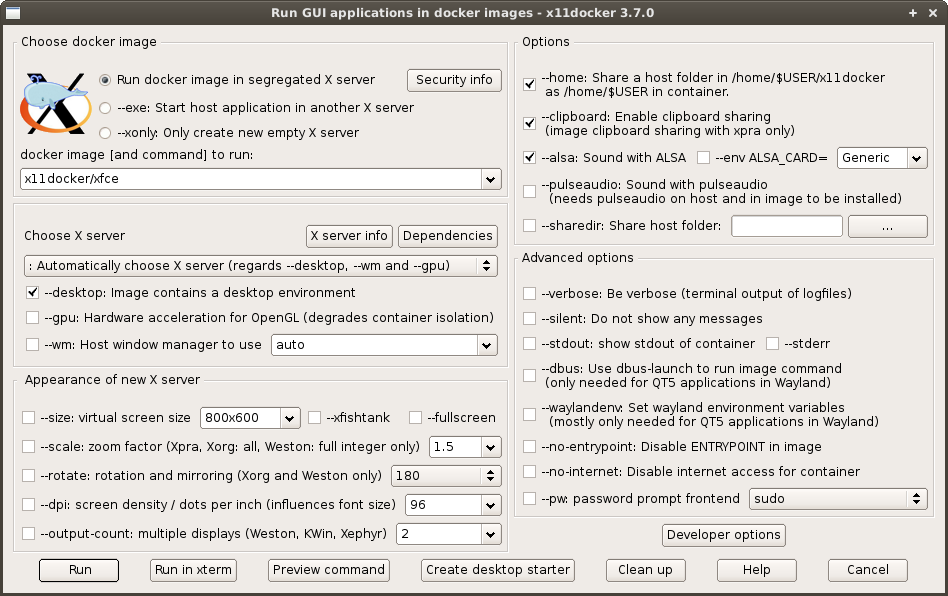 Run GUI applications in docker images - x11docker 3.7.0
Choose docker image
Run docker image in segregated X server
Security info
--exe: Start host application in another X server
--xonly: Only create new empty X server
docker image [and command] to run:
x11docker/xfce
Choose X server
X server info
Dependencies
: Automatically choose X server (regards --desktop, --wm and --gpu)
--desktop: Image contains a desktop environment
--gpu: Hardware acceleration for OpenGL (degrades container isolation)
--wm: Host window manager to use
auto
Appearance of new X server
--size: virtual screen size
800x600
--xfishtank
--fullscreen
--scale: zoom factor (Xpra, Xorg: all, Weston: full integer only)
1.5
--rotate: rotation and mirroring (Xorg and Weston only)
180
--dpi: screen density / dots per inch (influences font size)
96
--output-count: multiple displays (Weston, KWin, Xephyr)
2
Options
--home: Share a host folder in /home/$USER/x11docker
as /home/$USER in container.
--clipboard: Enable clipboard sharing
(image clipboard sharing with xpra only)
--alsa: Sound with ALSA
--env ALSA_CARD=
Generic
--pulseaudio: Sound with pulseaudio
(needs pulseaudio on host and in image to be installed)
--sharedir: Share host folder:
...
Advanced options
--verbose: Be verbose (terminal output of logfiles)
--silent: Do not show any messages
--stdout: show stdout of container
--stderr
--dbus: Use dbus-launch to run image command
(only needed for QT5 applications in Wayland)
--waylandenv: Set wayland environment variables
(mostly only needed for QT5 applications in Wayland)
--no-entrypoint: Disable ENTRYPOINT in image
--no-internet: Disable internet access for container
--pw: password prompt frontend
sudo
Developer options
Run
Run in xterm
Preview command
Create desktop starter
Clean up
Help
Cancel